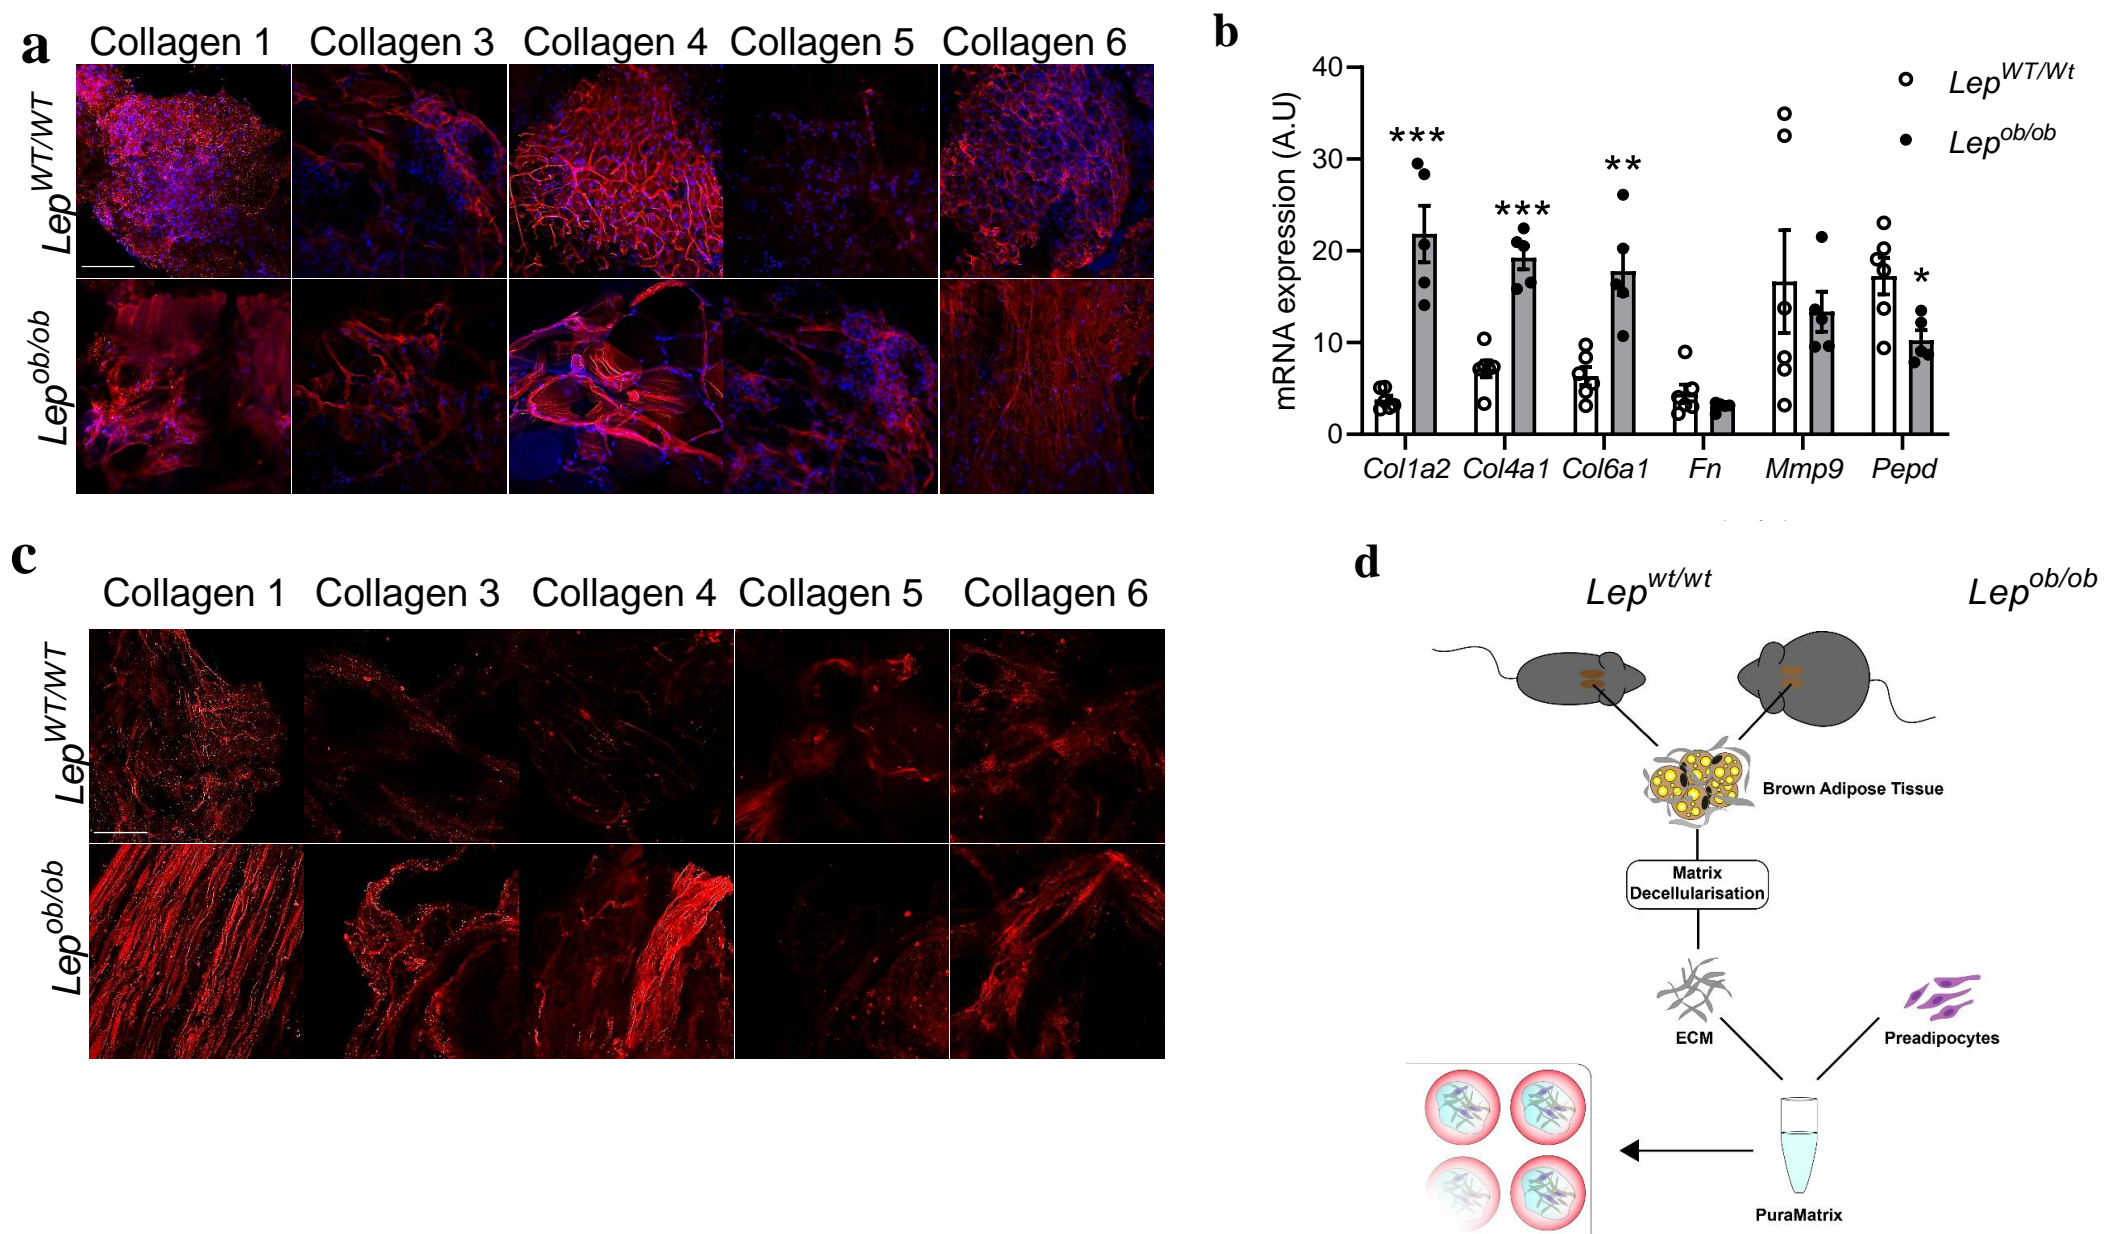 a
Collagen 1 Collagen 3 Collagen 4 Collagen 5 Collagen 6
Lep WT/WT
Lep ob/ob
b
mRNA expression (A.U)
40
30
20
10
0
*** *** ** *
Col1a2 Col4a1 Col6a1 Fn Mmp9 Pepd
Lep WT/Wt
Lep ob/ob
c
Collagen 1 Collagen 3 Collagen 4 Collagen 5 Collagen 6
Lep WT/WT
Lep ob/ob
d
Lep wt/wt Lep ob/ob
Brown Adipose Tissue
Matrix
Decellularisation
ECM
Preadipocytes
PuraMatrix